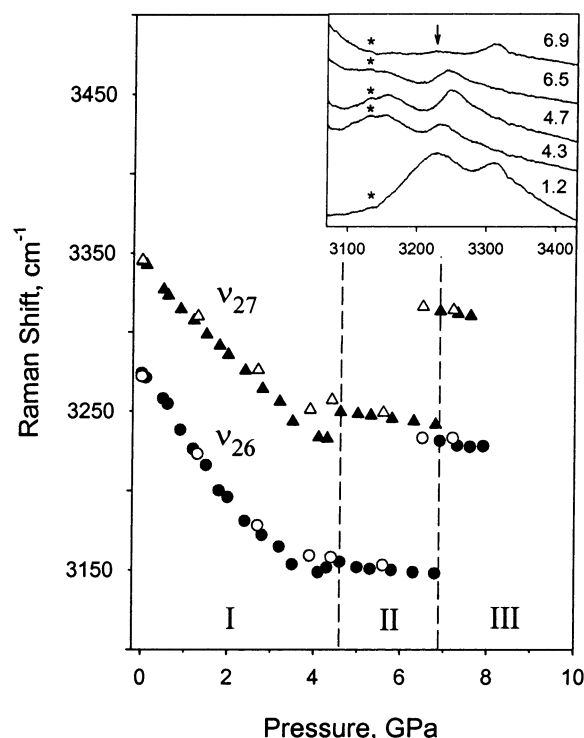 3450
3350
3250
3150
Raman Shift, cm⁻¹
* 6.9
* 6.5
* 4.7
* 4.3
* 1.2
3100 3200 3300 3400
ν27
ν26
I II III
0 2 4 6 8 10
Pressure, GPa